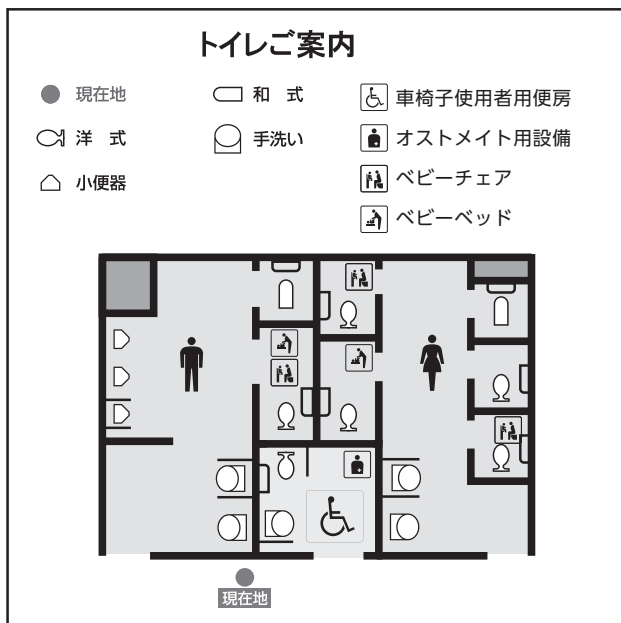 トイレご案内
現在地
和　式
車椅子使用者用便房
洋　式
手洗い
オストメイト用設備
小便器
ベビーチェア
ベビーベッド
現在地